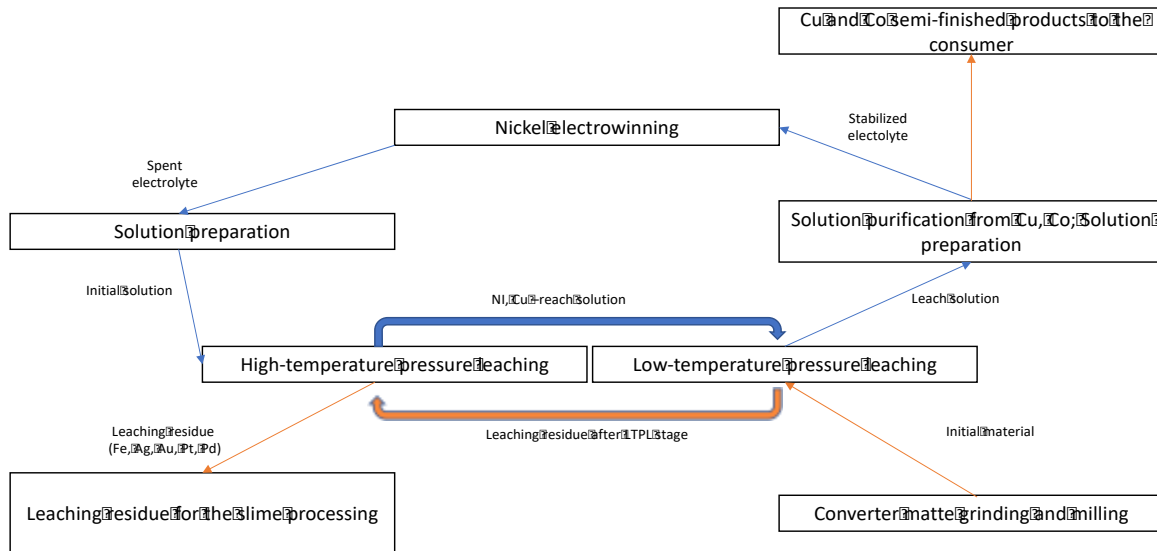 Cu and Co semi-finished products to the
consumer
Nickel electrowinning
Stabilized
electolyte
Spent
electrolyte
Solution preparation
Solution purification from Cu, Co; Solution
preparation
Initial solution
NI, Cu –reach solution
Leach solution
High-temperature pressure leaching
Low-temperature pressure leaching
Leaching residue
(Fe, Ag, Au, Pt, Pd)
Leaching residue after LTPL stage
Initial material
Leaching residue for the slime processing
Converter matte grinding and milling